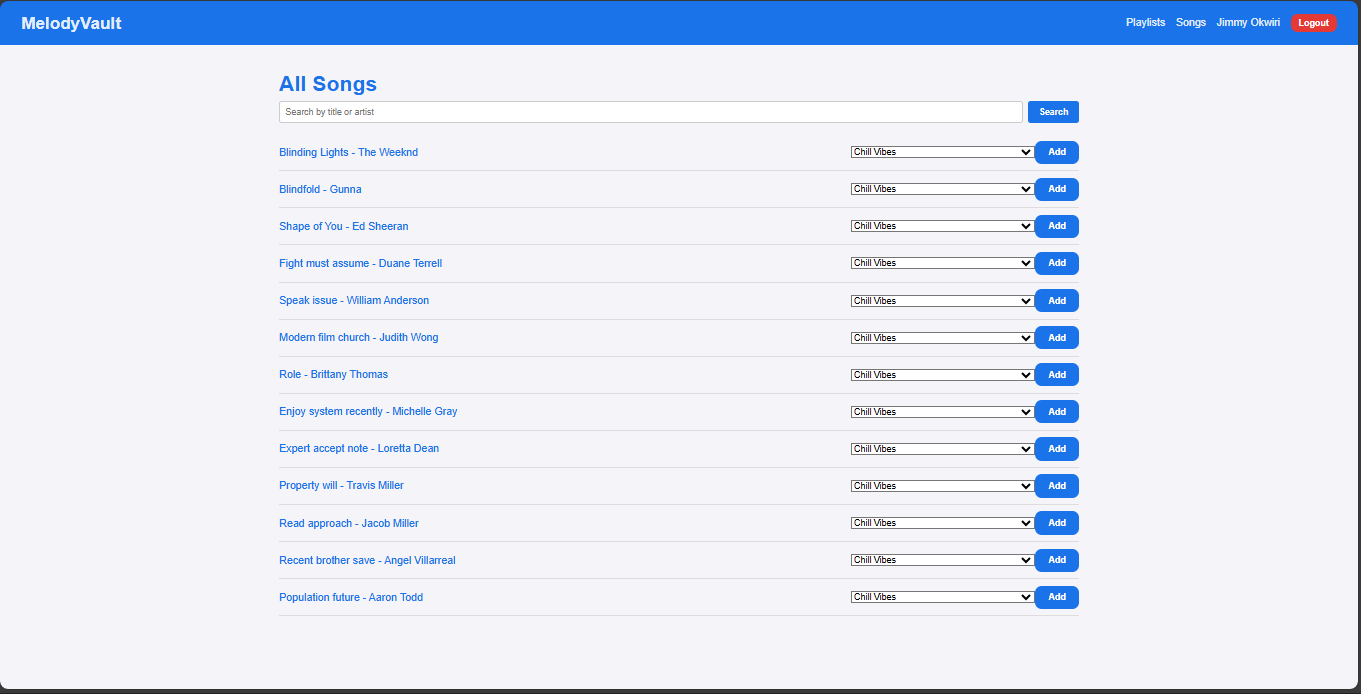 MelodyVault Playlists Songs Jimmy Okwiri Logout
All Songs
Search by title or artist Search
Blinding Lights - The Weeknd Chill Vibes Add
Blindfold - Gunna Chill Vibes Add
Shape of You - Ed Sheeran Chill Vibes Add
Fight must assume - Duane Terrell Chill Vibes Add
Speak issue - William Anderson Chill Vibes Add
Modern film church - Judith Wong Chill Vibes Add
Role - Brittany Thomas Chill Vibes Add
Enjoy system recently - Michelle Gray Chill Vibes Add
Expert accept note - Loretta Dean Chill Vibes Add
Property will - Travis Miller Chill Vibes Add
Read approach - Jacob Miller Chill Vibes Add
Recent brother save - Angel Villarreal Chill Vibes Add
Population future - Aaron Todd Chill Vibes Add